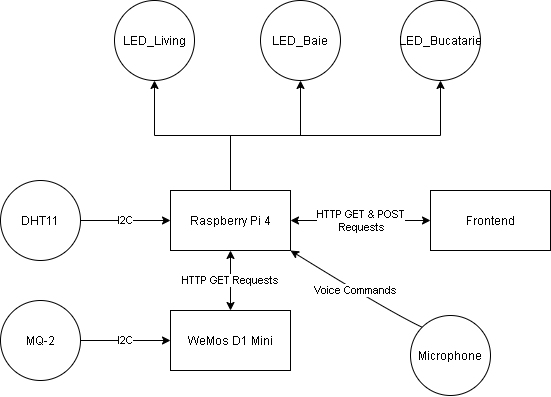 LED_Living
LED_Baie
LED_Bucatarie
DHT11
I2C
Raspberry Pi 4
HTTP GET & POST
Requests
Frontend
HTTP GET Requests
Voice Commands
MQ-2
I2C
WeMos D1 Mini
Microphone